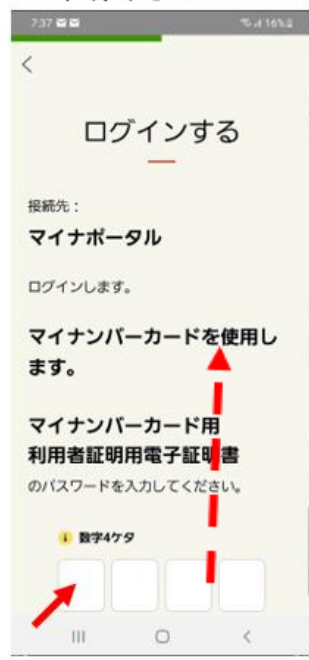 7:37
16%
ログインする
接続先：
マイナポータル
ログインします。
マイナンバーカードを使用し
ます。
マイナンバーカード用
利用者証明用電子証明書
のパスワードを入力してください。
数字4ケタ